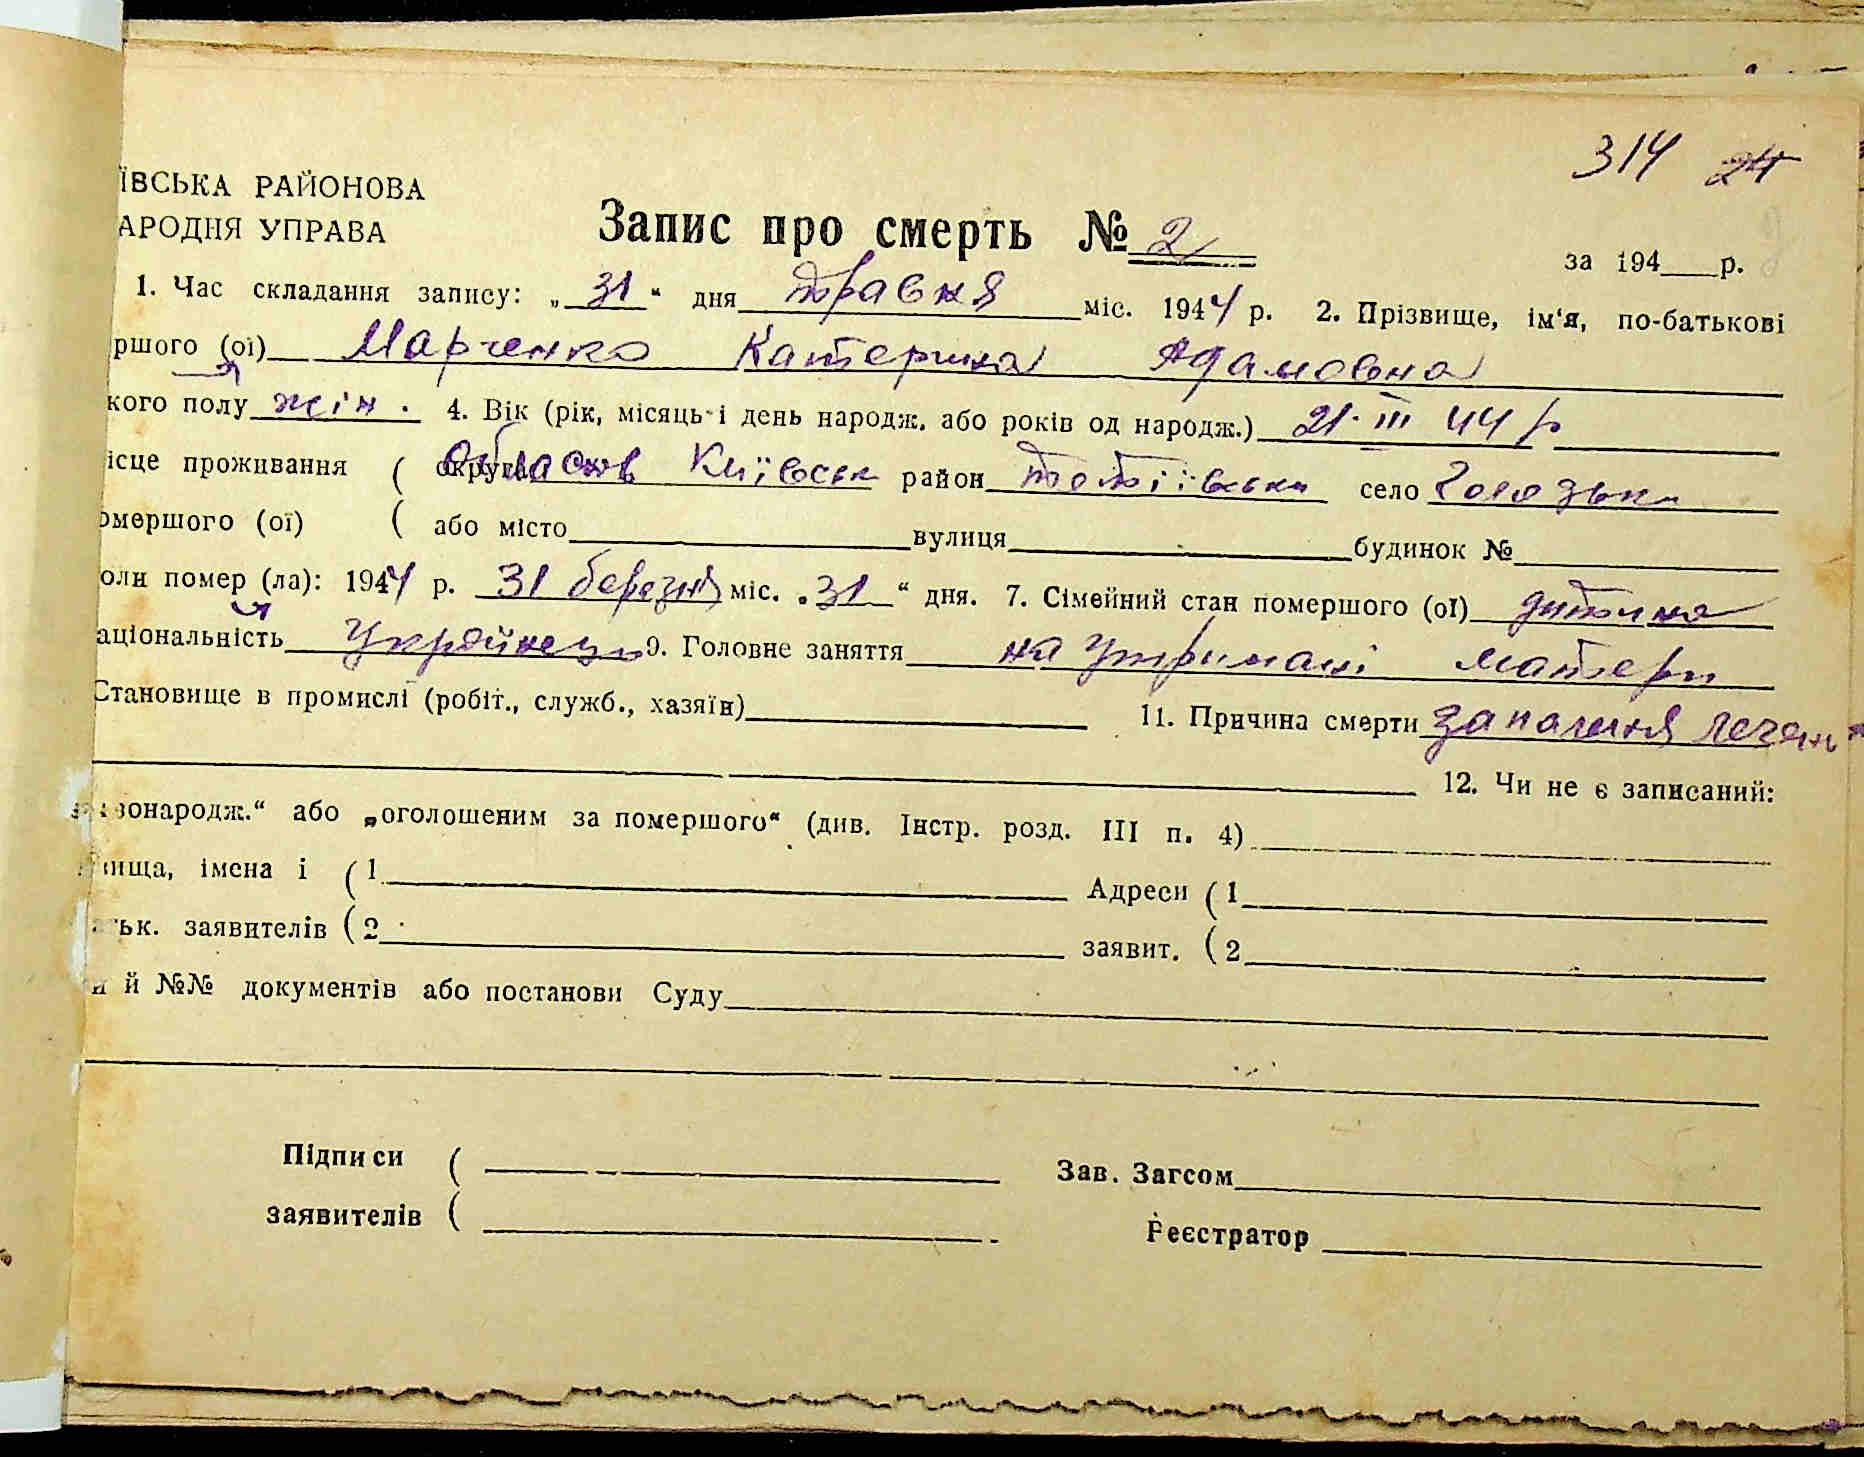 314 24
ЇВСЬКА РАЙОНОВА
АРОДНЯ УПРАВА
Запис про смерть № 2
за 194 р.
1. Час складання запису: „31“ дня травня міс. 1944 р. 2. Прізвище, ім'я, по-батькові
ршого (ої) Марченко Катерина Адамовна
кого полу жін. 4. Вік (рік, місяць і день народж. або років од народж.) 21·III 44 р
ісце проживання ( округа область Київськ район Тетіївськи село
омершого (ої) ( або місто вулиця будинок №
оли помер (ла): 1944 р. 31 березня міс. „31“ дня. 7. Сімейний стан помершого (ої) дитина
аціональність Українець 9. Головне заняття на утримані матери
Становище в промислі (робіт., служб., хазяїн) 11. Причина смерти запалення легень
12. Чи не є записаний:
вонародж.“ або „оголошеним за помершого“ (див. Інстр. розд. III п. 4)
ища, імена і ( 1 Адреси ( 1
атьк. заявителів ( 2 заявит. ( 2
й №№ документів або постанови Суду
Підписи ( Зав. Загсом
заявителів ( Реєстратор